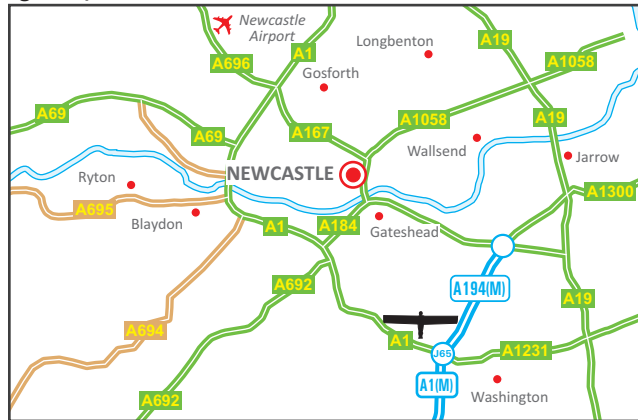 Newcastle
Airport
Longbenton
A19
A1
A1058
A696
Gosforth
A69
A69
A167
A1058
A19
Wallsend
Jarrow
Ryton
NEWCASTLE
A1300
A695
Blaydon
A1
A184
Gateshead
A692
A194(M)
A19
A694
A1
A1231
J65
A1(M)
Washington
A692